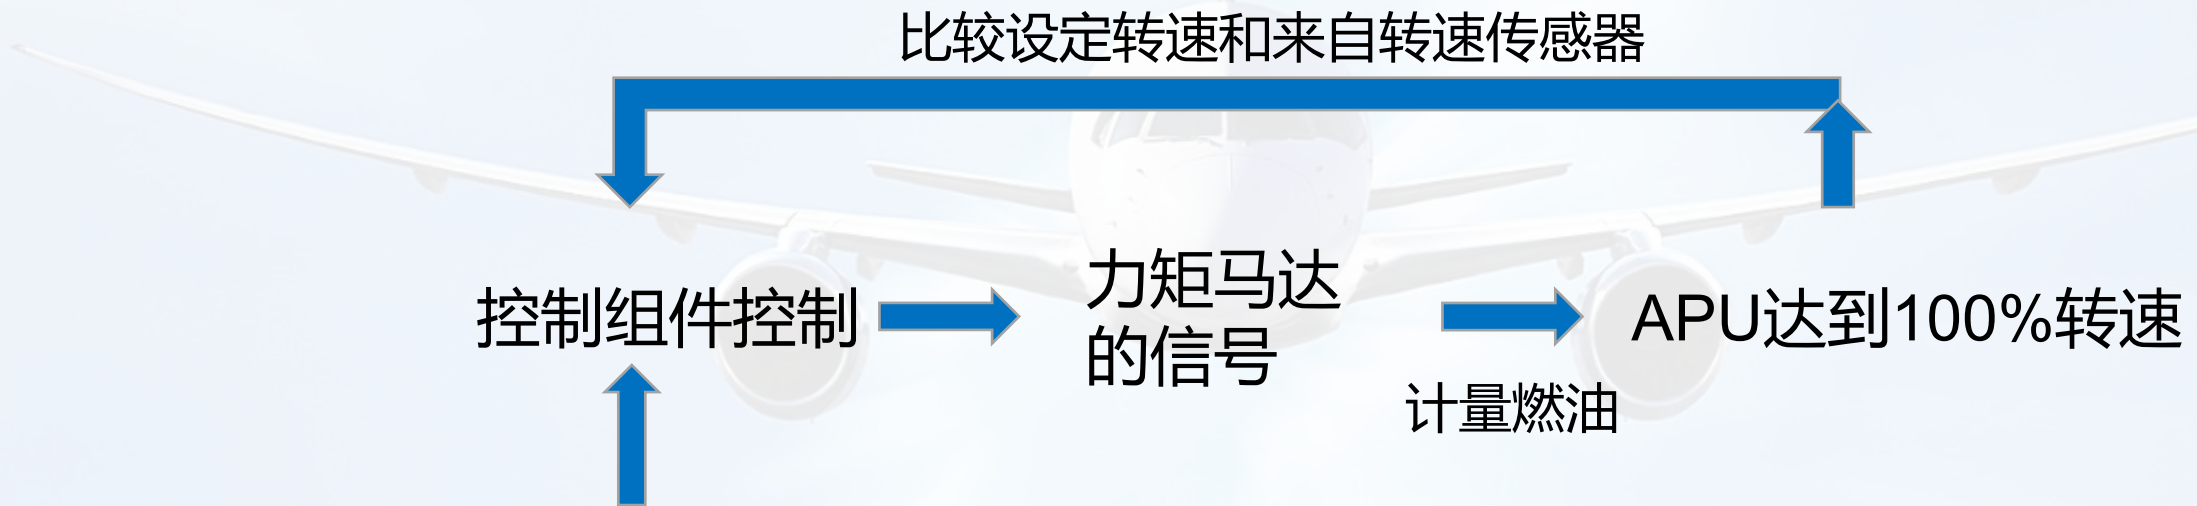 比较设定转速和来自转速传感器
控制组件控制
力矩马达
的信号
APU达到100%转速
计量燃油